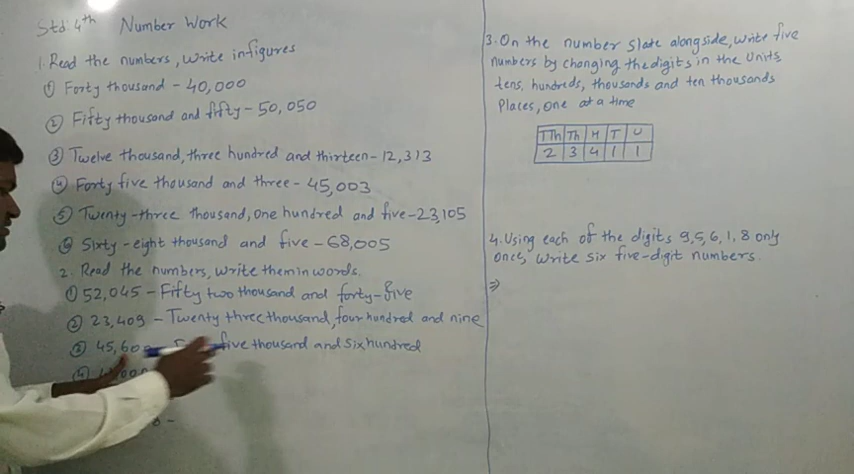 Std 4th Number Work
1. Read the numbers, write in figures
① Forty thousand - 40,000
② Fifty thousand and fifty - 50,050
③ Twelve thousand, three hundred and thirteen - 12,313
④ Forty five thousand and three - 45,003
⑤ Twenty-three thousand, one hundred and five - 23,105
⑥ Sixty-eight thousand and five - 68,005
2. Read the numbers, write them in words.
① 52,045 - Fifty two thousand and forty-five
② 23,409 - Twenty three thousand, four hundred and nine
③ 45,600 five thousand and six hundred
④
3. On the number slate alongside, write five
numbers by changing the digits in the units,
tens, hundreds, thousands and ten thousands
places, one at a time
TTh Th H T U
2 3 4 1 1
4. Using each of the digits 9, 5, 6, 1, 8 only
once, write six five-digit numbers.
⇒